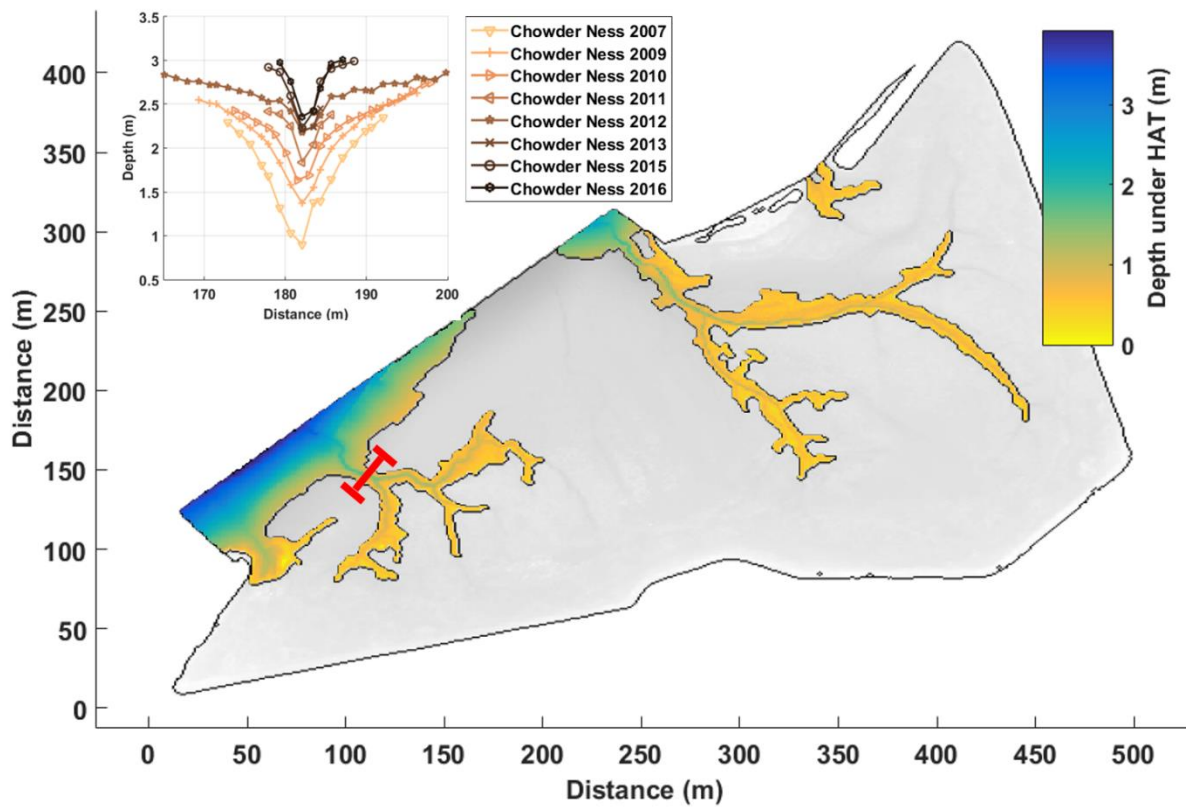 3.5
3
2.5
2
1.5
1
0.5
Depth (m)
170
180
190
200
Distance (m)
Chowder Ness 2007
Chowder Ness 2009
Chowder Ness 2010
Chowder Ness 2011
Chowder Ness 2012
Chowder Ness 2013
Chowder Ness 2015
Chowder Ness 2016
3
2
1
0
Depth under HAT (m)
400
350
300
250
200
150
100
50
0
Distance (m)
0
50
100
150
200
250
300
350
400
450
500
Distance (m)